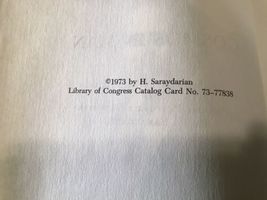 ©1973 by H. Saraydarian
Library of Congress Catalog Card No. 73-77838